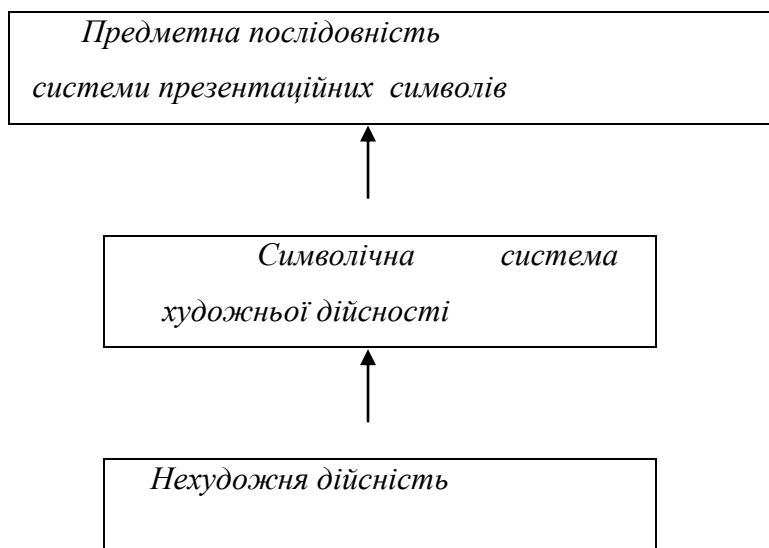 Предметна послідовність
системи презентаційних символів
Символічна система
художньої дійсності
Нехудожня дійсність